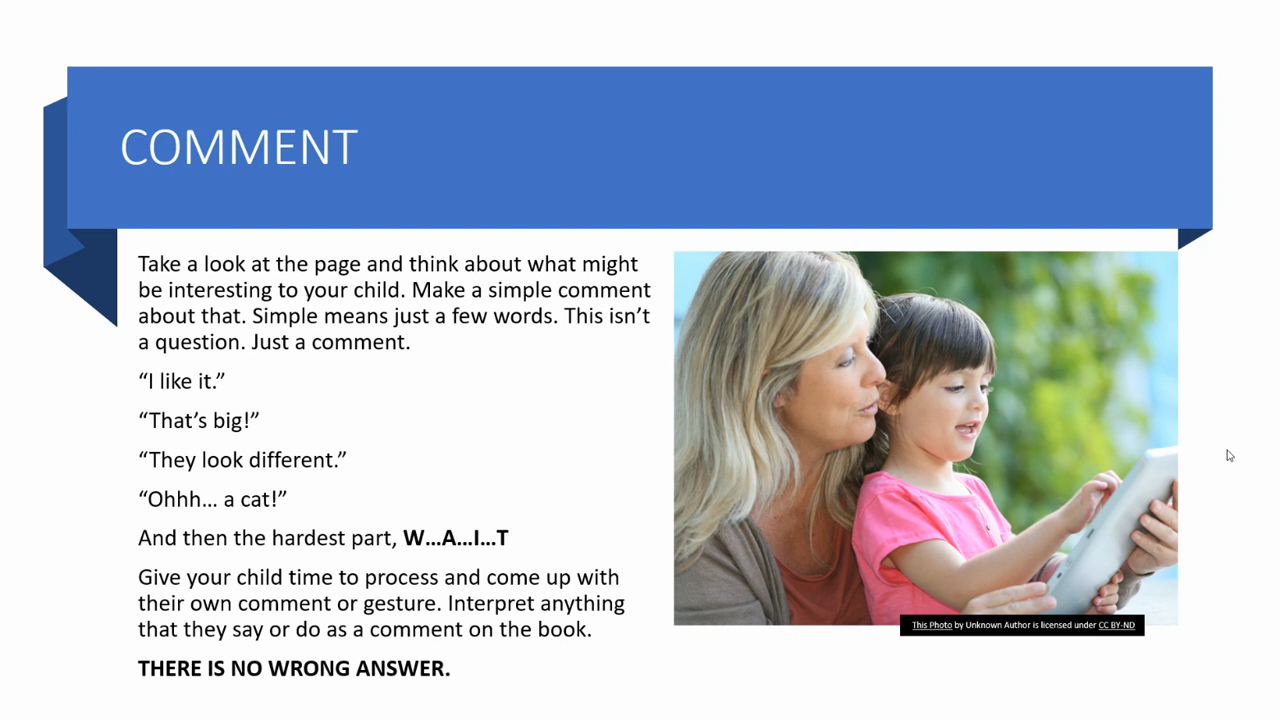 COMMENT
Take a look at the page and think about what might
be interesting to your child. Make a simple comment
about that. Simple means just a few words. This isn’t
a question. Just a comment.
“I like it.”
“That’s big!”
“They look different.”
“Ohhh... a cat!”
And then the hardest part, W...A...I...T
Give your child time to process and come up with
their own comment or gesture. Interpret anything
that they say or do as a comment on the book.
THERE IS NO WRONG ANSWER.
This Photo by Unknown Author is licensed under CC BY-ND